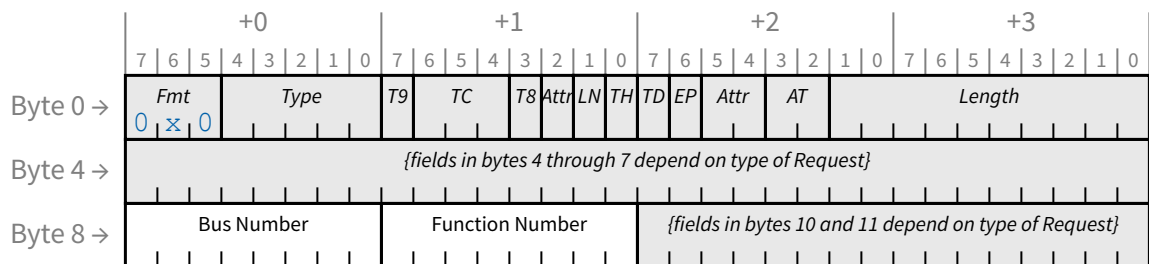 +0 +1 +2 +3
7 6 5 4 3 2 1 0 7 6 5 4 3 2 1 0 7 6 5 4 3 2 1 0 7 6 5 4 3 2 1 0
Byte 0 → Fmt Type T9 TC T8 Attr LN TH TD EP Attr AT Length
0 x 0
Byte 4 → {fields in bytes 4 through 7 depend on type of Request}
Byte 8 → Bus Number Function Number {fields in bytes 10 and 11 depend on type of Request}